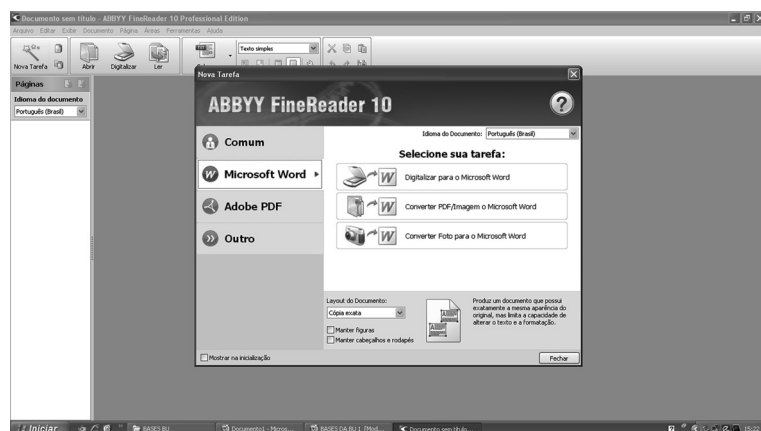 Documento sem título - ABBYY FineReader 10 Professional Edition
Arquivo Editar Exibir Documento Página Áreas Ferramentas Ajuda
Texto simples
Nova Tarefa Abrir Digitalizar Ler
Páginas
Idioma do documento
Português (Brasil)
Nova Tarefa
ABBYY FineReader 10
?
Idioma do Documento: Português (Brasil)
Selecione sua tarefa:
Comum
Microsoft Word
Adobe PDF
Outro
Digitalizar para o Microsoft Word
Converter PDF/Imagem o Microsoft Word
Converter Foto para o Microsoft Word
Layout do Documento:
Cópia exata
Manter figuras
Manter cabeçalhos e rodapés
Produz um documento que possui
exatamente a mesma aparência do
original, mas limita a capacidade de
alterar o texto e a formatação.
Mostrar na inicialização
Fechar
Iniciar BASES BU Documento1 - Micros... BASES DA BU 1 [Mod... Documento sem título... 15:22